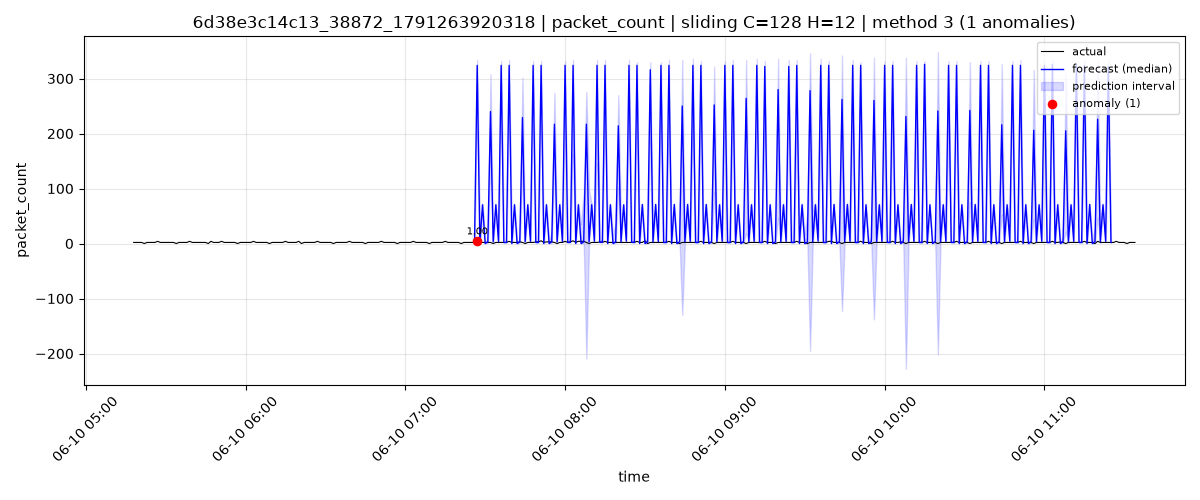 6d38e3c14c13_38872_1791263920318 | packet_count | sliding C=128 H=12 | method 3 (1 anomalies)
actual
forecast (median)
prediction interval
anomaly (1)
packet_count
300
200
100
0
−100
−200
1.00
06-10 05:00
06-10 06:00
06-10 07:00
06-10 08:00
06-10 09:00
06-10 10:00
06-10 11:00
time